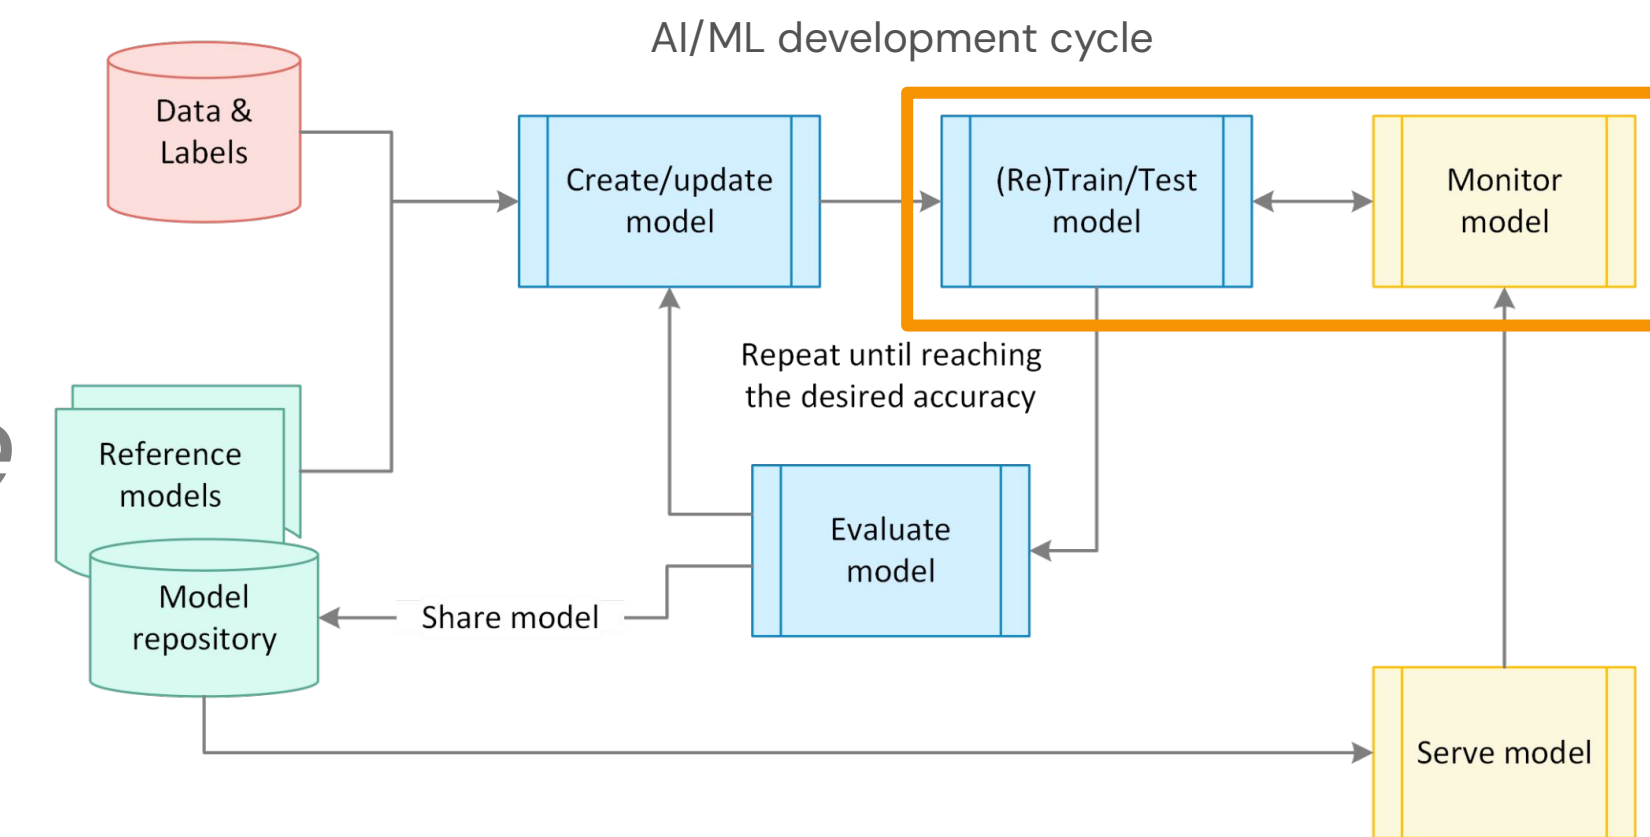 AI/ML development cycle
Data &
Labels
Create/update
model
(Re)Train/Test
model
Monitor
model
Repeat until reaching
the desired accuracy
Reference
models
Evaluate
model
Model
repository
Share model
Serve model